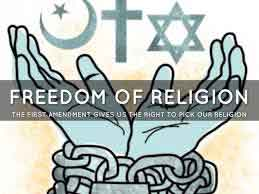 FREEDOM OF RELIGION
THE FIRST AMENDMENT GIVES US THE RIGHT TO PICK OUR RELIGION